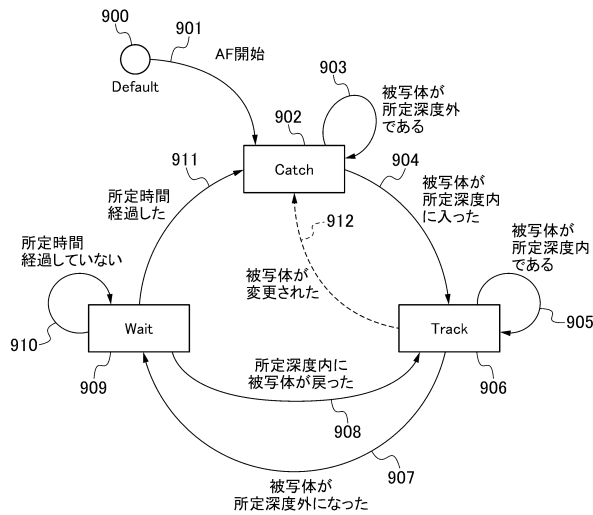 900
901
AF開始
Default
903
被写体が
所定深度外
である
902
Catch
904
911
被写体が
所定深度内
に入った
所定時間
経過した
912
被写体が
所定深度内
である
所定時間
経過していない
被写体が
変更された
910
Wait
Track
905
909
所定深度内に
被写体が戻った
906
908
907
被写体が
所定深度外になった